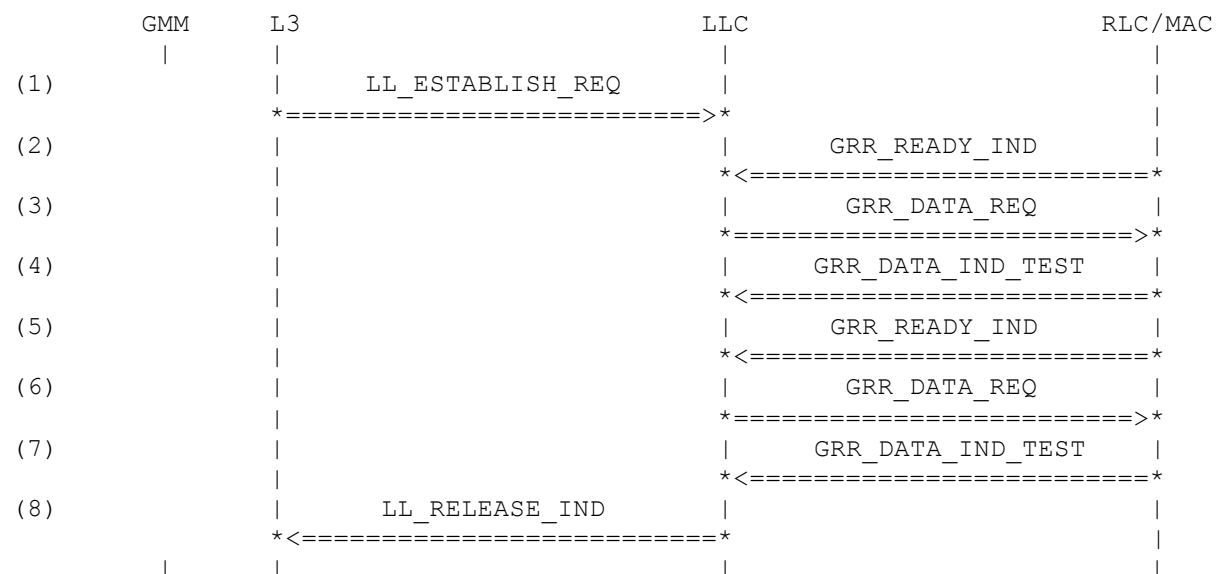 GMM L3 LLC RLC/MAC
| | | |
(1) | LL_ESTABLISH_REQ | |
*==========================>* |
(2) | | GRR_READY_IND |
| *<=========================*
(3) | | GRR_DATA_REQ |
| *=========================>*
(4) | | GRR_DATA_IND_TEST |
| *<=========================*
(5) | | GRR_READY_IND |
| *<=========================*
(6) | | GRR_DATA_REQ |
| *=========================>*
(7) | | GRR_DATA_IND_TEST |
| *<=========================*
(8) | LL_RELEASE_IND | |
*<==========================* |
| | | |